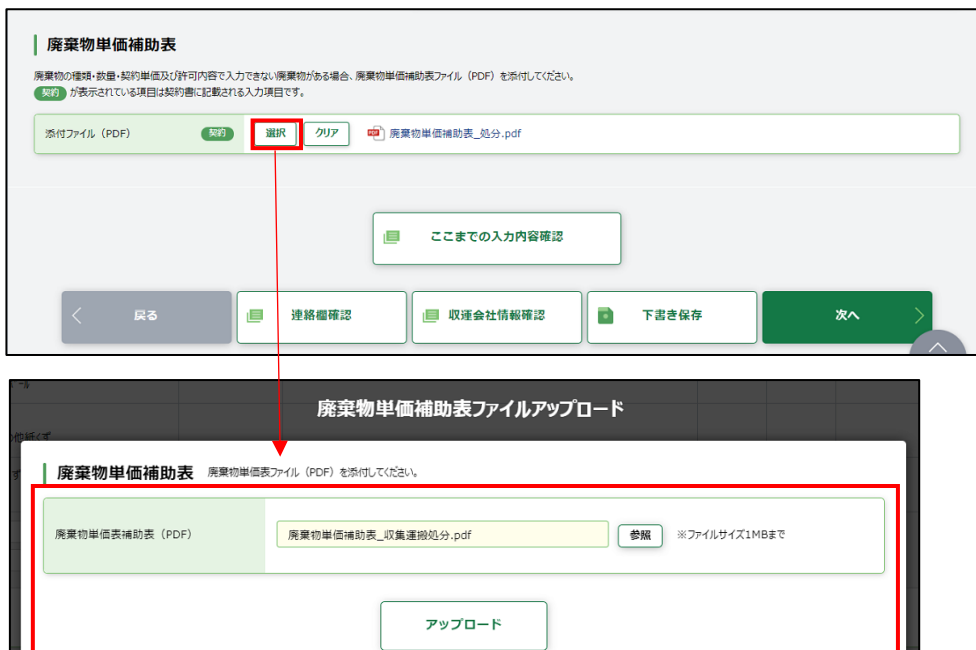 廃棄物単価補助表
廃棄物の種類・数量・契約単価及び許可内容で入力できない廃棄物がある場合、廃棄物単価補助表ファイル（PDF）を添付してください。
契約 が表示されている項目は契約書に記載される入力項目です。
添付ファイル（PDF） 契約 選択 クリア PDF 廃棄物単価補助表_処分.pdf
ここまでの入力内容確認
戻る 連絡欄確認 収運会社情報確認 下書き保存 次へ
廃棄物単価補助表ファイルアップロード
の他紙くず
廃棄物単価補助表 廃棄物単価表ファイル（PDF）を添付してください。
廃棄物単価表補助表（PDF） 廃棄物単価補助表_収集運搬処分.pdf 参照 ※ファイルサイズ1MBまで
アップロード